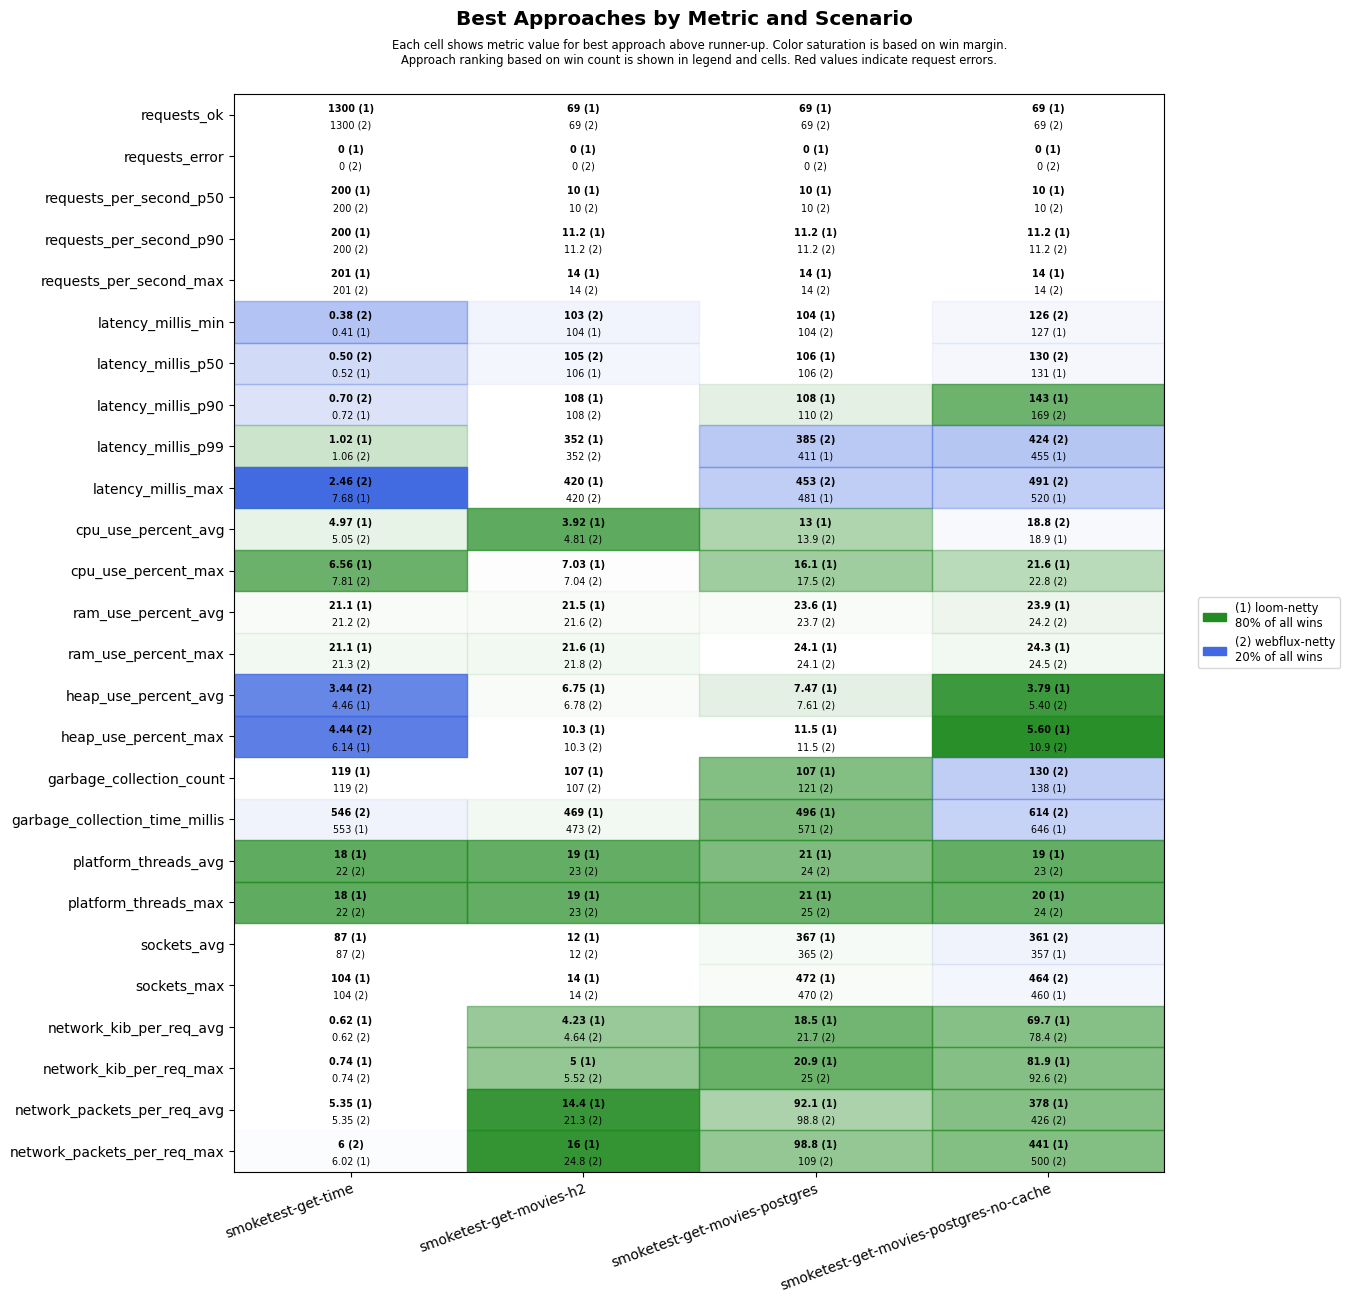 Best Approaches by Metric and Scenario
Each cell shows metric value for best approach above runner-up. Color saturation is based on win margin.
Approach ranking based on win count is shown in legend and cells. Red values indicate request errors.
requests_ok
1300 (1) 69 (1) 69 (1) 69 (1)
1300 (2) 69 (2) 69 (2) 69 (2)
requests_error
0 (1) 0 (1) 0 (1) 0 (1)
0 (2) 0 (2) 0 (2) 0 (2)
requests_per_second_p50
200 (1) 10 (1) 10 (1) 10 (1)
200 (2) 10 (2) 10 (2) 10 (2)
requests_per_second_p90
200 (1) 11.2 (1) 11.2 (1) 11.2 (1)
200 (2) 11.2 (2) 11.2 (2) 11.2 (2)
requests_per_second_max
201 (1) 14 (1) 14 (1) 14 (1)
201 (2) 14 (2) 14 (2) 14 (2)
latency_millis_min
0.38 (2) 103 (2) 104 (1) 126 (2)
0.41 (1) 104 (1) 104 (2) 127 (1)
latency_millis_p50
0.50 (2) 105 (2) 106 (1) 130 (2)
0.52 (1) 106 (1) 106 (2) 131 (1)
latency_millis_p90
0.70 (2) 108 (1) 108 (1) 143 (1)
0.72 (1) 108 (2) 110 (2) 169 (2)
latency_millis_p99
1.02 (1) 352 (1) 385 (2) 424 (2)
1.06 (2) 352 (2) 411 (1) 455 (1)
latency_millis_max
2.46 (2) 420 (1) 453 (2) 491 (2)
7.68 (1) 420 (2) 481 (1) 520 (1)
cpu_use_percent_avg
4.97 (1) 3.92 (1) 13 (1) 18.8 (2)
5.05 (2) 4.81 (2) 13.9 (2) 18.9 (1)
cpu_use_percent_max
6.56 (1) 7.03 (1) 16.1 (1) 21.6 (1)
7.81 (2) 7.04 (2) 17.5 (2) 22.8 (2)
ram_use_percent_avg
21.1 (1) 21.5 (1) 23.6 (1) 23.9 (1)
21.2 (2) 21.6 (2) 23.7 (2) 24.2 (2)
ram_use_percent_max
21.1 (1) 21.6 (1) 24.1 (1) 24.3 (1)
21.3 (2) 21.8 (2) 24.1 (2) 24.5 (2)
heap_use_percent_avg
3.44 (2) 6.75 (1) 7.47 (1) 3.79 (1)
4.46 (1) 6.78 (2) 7.61 (2) 5.40 (2)
heap_use_percent_max
4.44 (2) 10.3 (1) 11.5 (1) 5.60 (1)
6.14 (1) 10.3 (2) 11.5 (2) 10.9 (2)
garbage_collection_count
119 (1) 107 (1) 107 (1) 130 (2)
119 (2) 107 (2) 121 (2) 138 (1)
garbage_collection_time_millis
546 (2) 469 (1) 496 (1) 614 (2)
553 (1) 473 (2) 571 (2) 646 (1)
platform_threads_avg
18 (1) 19 (1) 21 (1) 19 (1)
22 (2) 23 (2) 24 (2) 23 (2)
platform_threads_max
18 (1) 19 (1) 21 (1) 20 (1)
22 (2) 23 (2) 25 (2) 24 (2)
sockets_avg
87 (1) 12 (1) 367 (1) 361 (2)
87 (2) 12 (2) 365 (2) 357 (1)
sockets_max
104 (1) 14 (1) 472 (1) 464 (2)
104 (2) 14 (2) 470 (2) 460 (1)
network_kib_per_req_avg
0.62 (1) 4.23 (1) 18.5 (1) 69.7 (1)
0.62 (2) 4.64 (2) 21.7 (2) 78.4 (2)
network_kib_per_req_max
0.74 (1) 5 (1) 20.9 (1) 81.9 (1)
0.74 (2) 5.52 (2) 25 (2) 92.6 (2)
network_packets_per_req_avg
5.35 (1) 14.4 (1) 92.1 (1) 378 (1)
5.35 (2) 21.3 (2) 98.8 (2) 426 (2)
network_packets_per_req_max
6 (2) 16 (1) 98.8 (1) 441 (1)
6.02 (1) 24.8 (2) 109 (2) 500 (2)
smoketest-get-time
smoketest-get-movies-h2
smoketest-get-movies-postgres
smoketest-get-movies-postgres-no-cache
(1) loom-netty
80% of all wins
(2) webflux-netty
20% of all wins